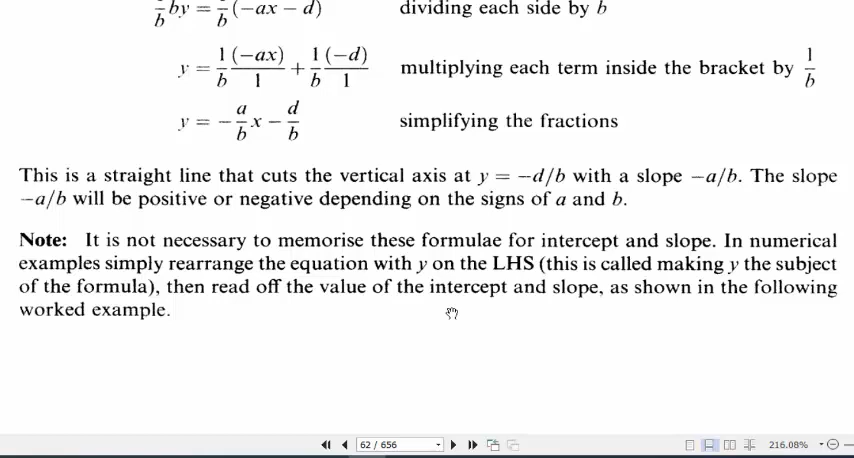 1/b by = 1/b (−ax − d) dividing each side by b
y = 1/b (−ax)/1 + 1/b (−d)/1 multiplying each term inside the bracket by 1/b
y = −a/b x − d/b simplifying the fractions
This is a straight line that cuts the vertical axis at y = −d/b with a slope −a/b. The slope
−a/b will be positive or negative depending on the signs of a and b.
Note: It is not necessary to memorise these formulae for intercept and slope. In numerical
examples simply rearrange the equation with y on the LHS (this is called making y the subject
of the formula), then read off the value of the intercept and slope, as shown in the following
worked example.
62 / 656 216.08%